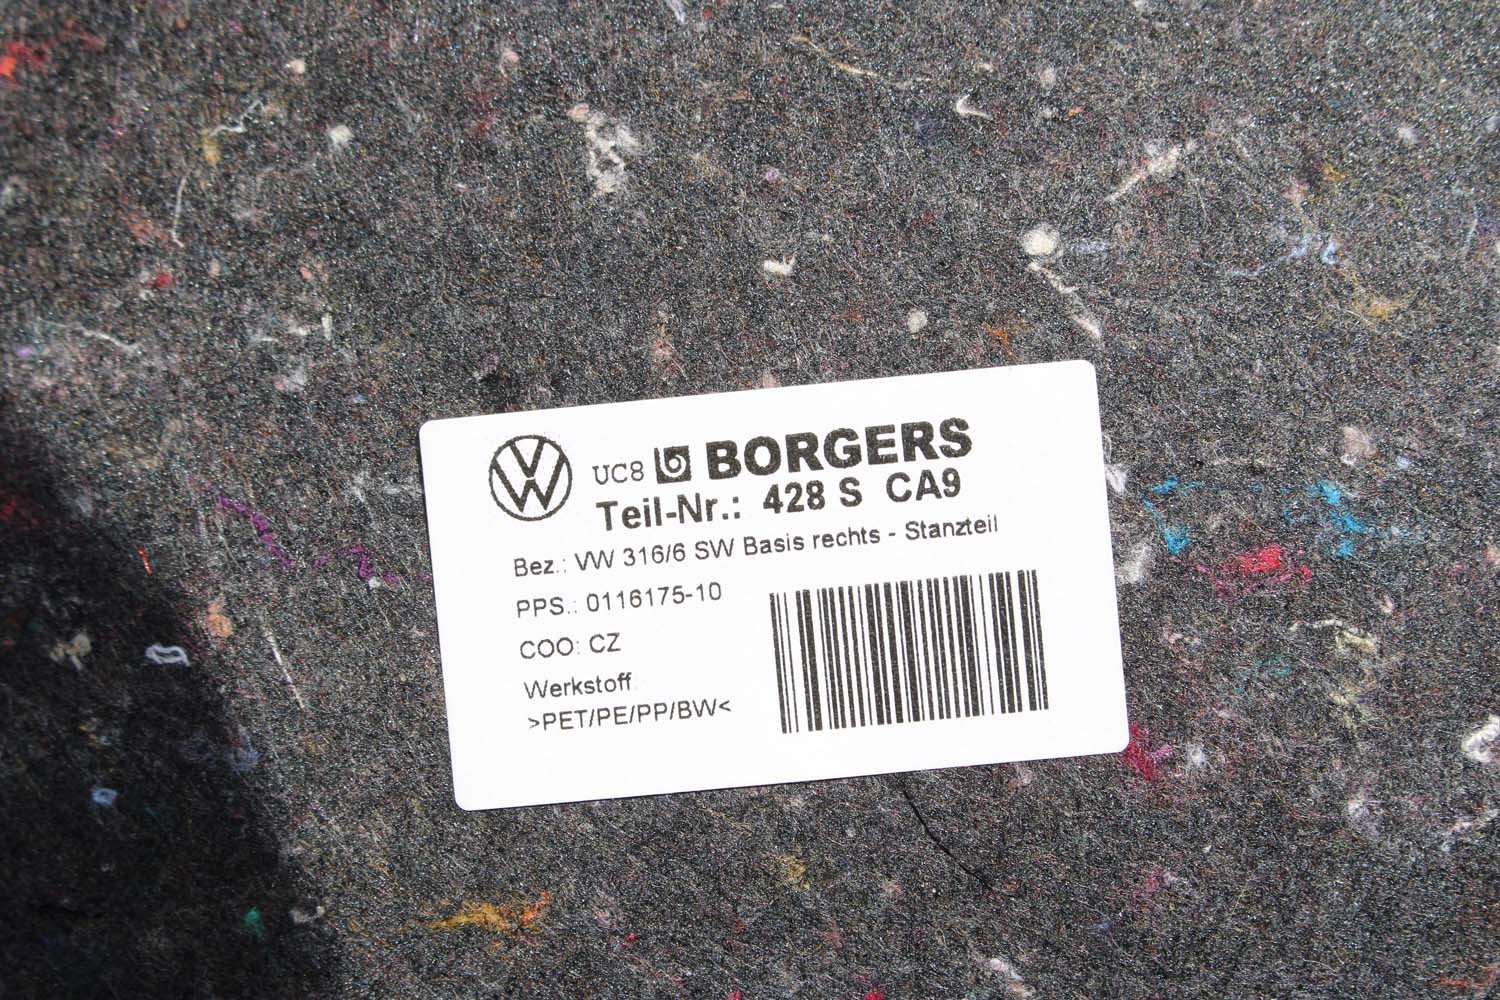 VW UC8 BORGERS
Teil-Nr.: 428 S CA9
Bez.: VW 316/6 SW Basis rechts - Stanzteil
PPS.: 0116175-10
COO: CZ
Werkstoff:
>PET/PE/PP/BW<